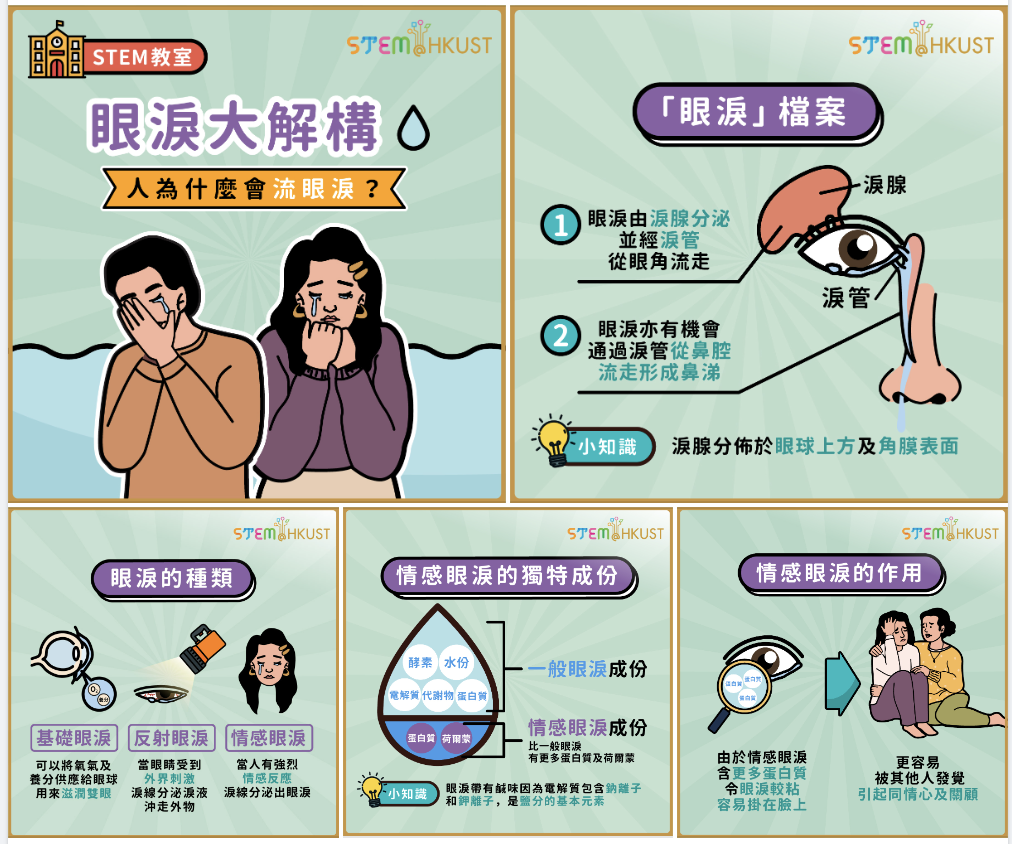 STEM教室
STEM@HKUST
眼淚大解構
人為什麼會流眼淚？
STEM@HKUST
「眼淚」檔案
淚腺
1
眼淚由淚腺分泌
並經淚管
從眼角流走
淚管
2
眼淚亦有機會
通過淚管從鼻腔
流走形成鼻涕
小知識
淚腺分佈於眼球上方及角膜表面
STEM@HKUST
眼淚的種類
O₂
養分
基礎眼淚
可以將氧氣及
養分供應給眼球
用來滋潤雙眼
反射眼淚
當眼睛受到
外界刺激
淚線分泌淚液
沖走外物
情感眼淚
當人有強烈
情感反應
淚線分泌出眼淚
STEM@HKUST
情感眼淚的獨特成份
酵素
水份
電解質
代謝物
蛋白質
一般眼淚成份
蛋白質
荷爾蒙
情感眼淚成份
比一般眼淚
有更多蛋白質及荷爾蒙
小知識
眼淚帶有鹹味因為電解質包含鈉離子
和鉀離子，是鹽分的基本元素
STEM@HKUST
情感眼淚的作用
蛋白質
蛋白質
蛋白質
由於情感眼淚
含更多蛋白質
令眼淚較粘
容易掛在臉上
更容易
被其他人發覺
引起同情心及關顧